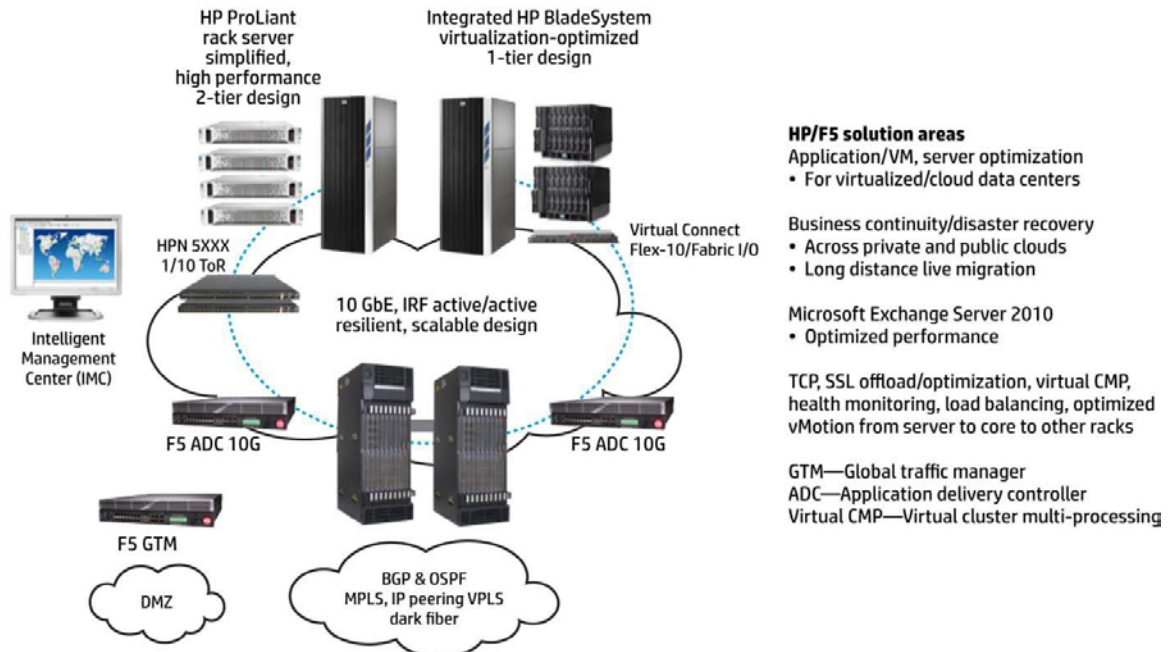 HP ProLiant
rack server
simplified,
high performance
2-tier design
Integrated HP BladeSystem
virtualization-optimized
1-tier design
HPN 5XXX
1/10 ToR
Virtual Connect
Flex-10/Fabric I/O
10 GbE, IRF active/active
resilient, scalable design
Intelligent
Management
Center (IMC)
F5 ADC 10G
F5 ADC 10G
F5 GTM
DMZ
BGP & OSPF
MPLS, IP peering VPLS
dark fiber
HP/F5 solution areas
Application/VM, server optimization
• For virtualized/cloud data centers
Business continuity/disaster recovery
• Across private and public clouds
• Long distance live migration
Microsoft Exchange Server 2010
• Optimized performance
TCP, SSL offload/optimization, virtual CMP,
health monitoring, load balancing, optimized
vMotion from server to core to other racks
GTM—Global traffic manager
ADC—Application delivery controller
Virtual CMP—Virtual cluster multi-processing